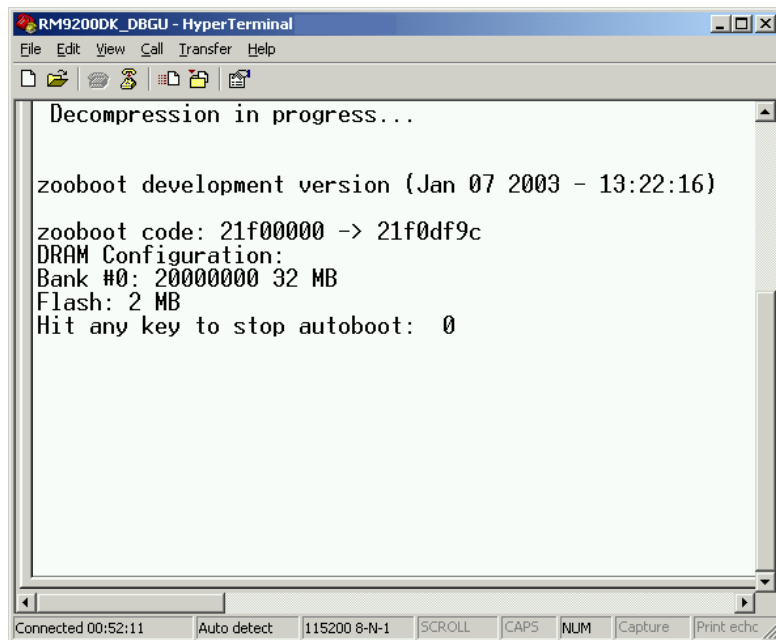 RM9200DK_DBGU - HyperTerminal
File Edit View Call Transfer Help
Decompression in progress...
zooboot development version (Jan 07 2003 - 13:22:16)
zooboot code: 21f00000 -> 21f0df9c
DRAM Configuration:
Bank #0: 20000000 32 MB
Flash: 2 MB
Hit any key to stop autoboot: 0
Connected 00:52:11 Auto detect 115200 8-N-1 SCROLL CAPS NUM Capture Print echc